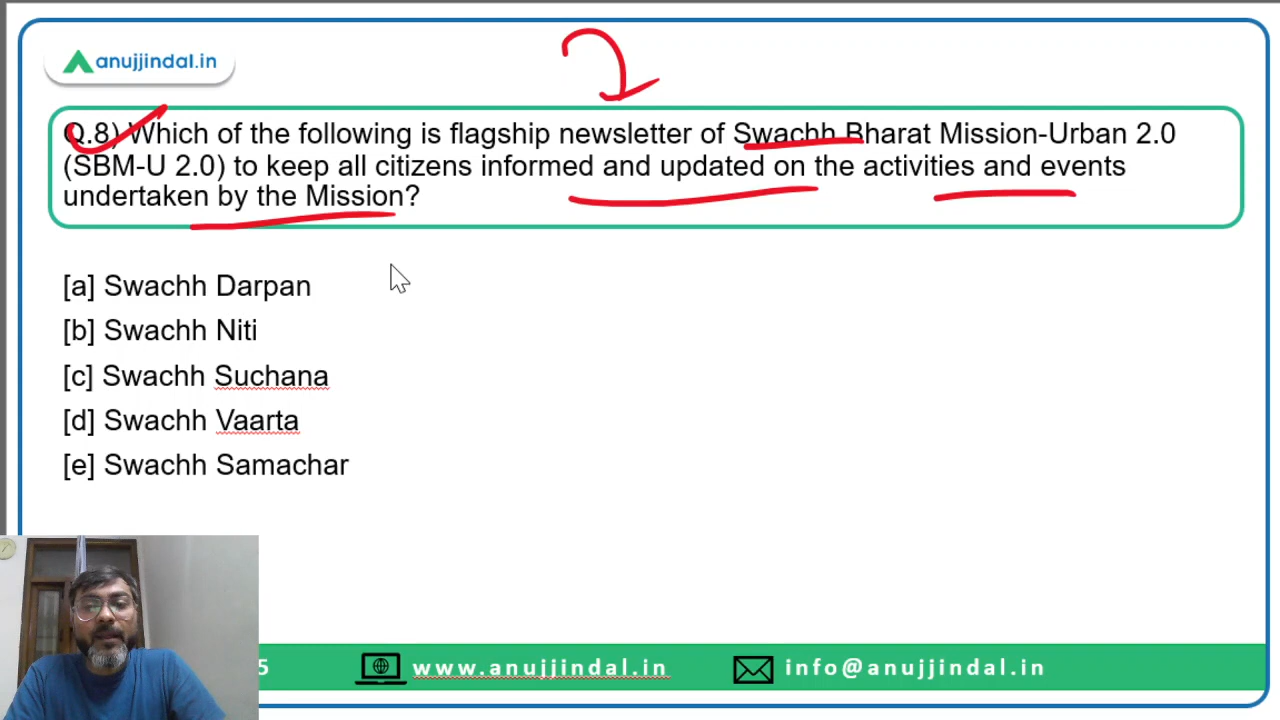 anujjindal.in
2
Q.8) Which of the following is flagship newsletter of Swachh Bharat Mission-Urban 2.0
(SBM-U 2.0) to keep all citizens informed and updated on the activities and events
undertaken by the Mission?
[a] Swachh Darpan
[b] Swachh Niti
[c] Swachh Suchana
[d] Swachh Vaarta
[e] Swachh Samachar
5 www.anujjindal.in info@anujjindal.in